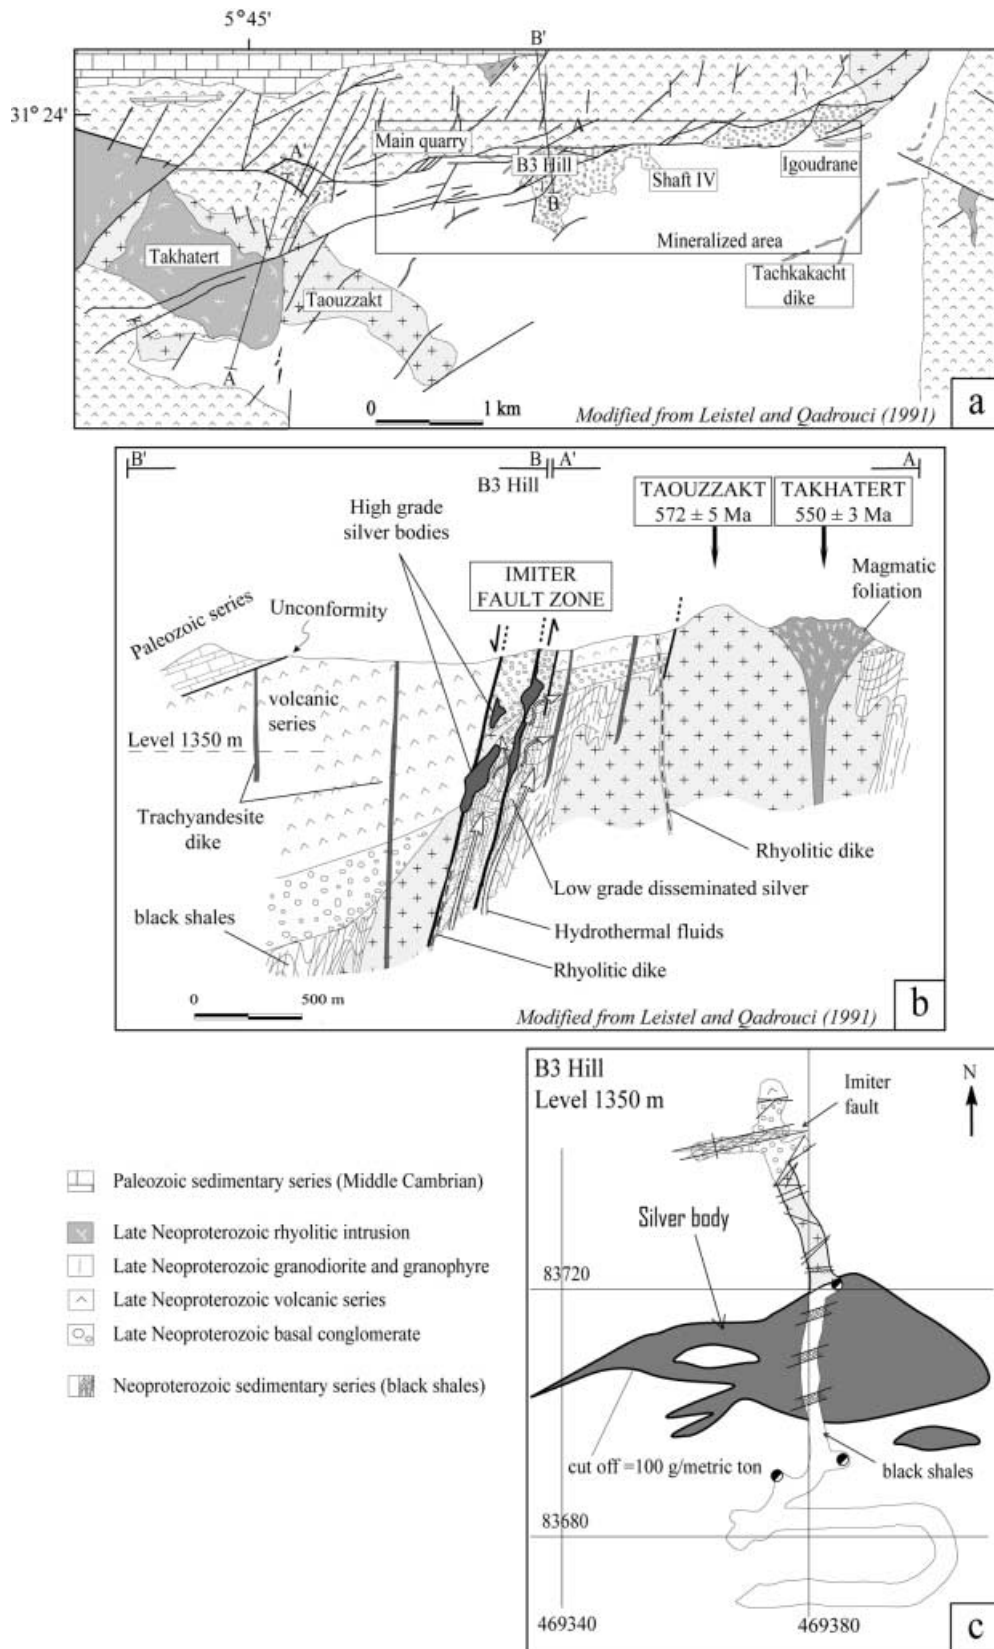 5°45'
B'
31° 24'
A
Main quarry
A'
B3 Hill
Igoudrane
Shaft IV
B
Mineralized area
Takhatert
Tachkakacht
dike
Taouzzakt
A
0 1 km
Modified from Leistel and Qadrouci (1991)
a
B' B A' A
B3 Hill
High grade
silver bodies
TAOUZZAKT
572 ± 5 Ma
TAKHATERT
550 ± 3 Ma
IMITER
FAULT ZONE
Magmatic
foliation
Paleozoic series
Unconformity
volcanic
series
Level 1350 m
Trachyandesite
dike
Rhyolitic dike
Low grade disseminated silver
black shales
Hydrothermal fluids
Rhyolitic dike
0 500 m
Modified from Leistel and Qadrouci (1991)
b
B3 Hill
Level 1350 m
Imiter
fault
N
Silver body
83720
cut off =100 g/metric ton
black shales
83680
469340
469380
c
Paleozoic sedimentary series (Middle Cambrian)
Late Neoproterozoic rhyolitic intrusion
Late Neoproterozoic granodiorite and granophyre
Late Neoproterozoic volcanic series
Late Neoproterozoic basal conglomerate
Neoproterozoic sedimentary series (black shales)